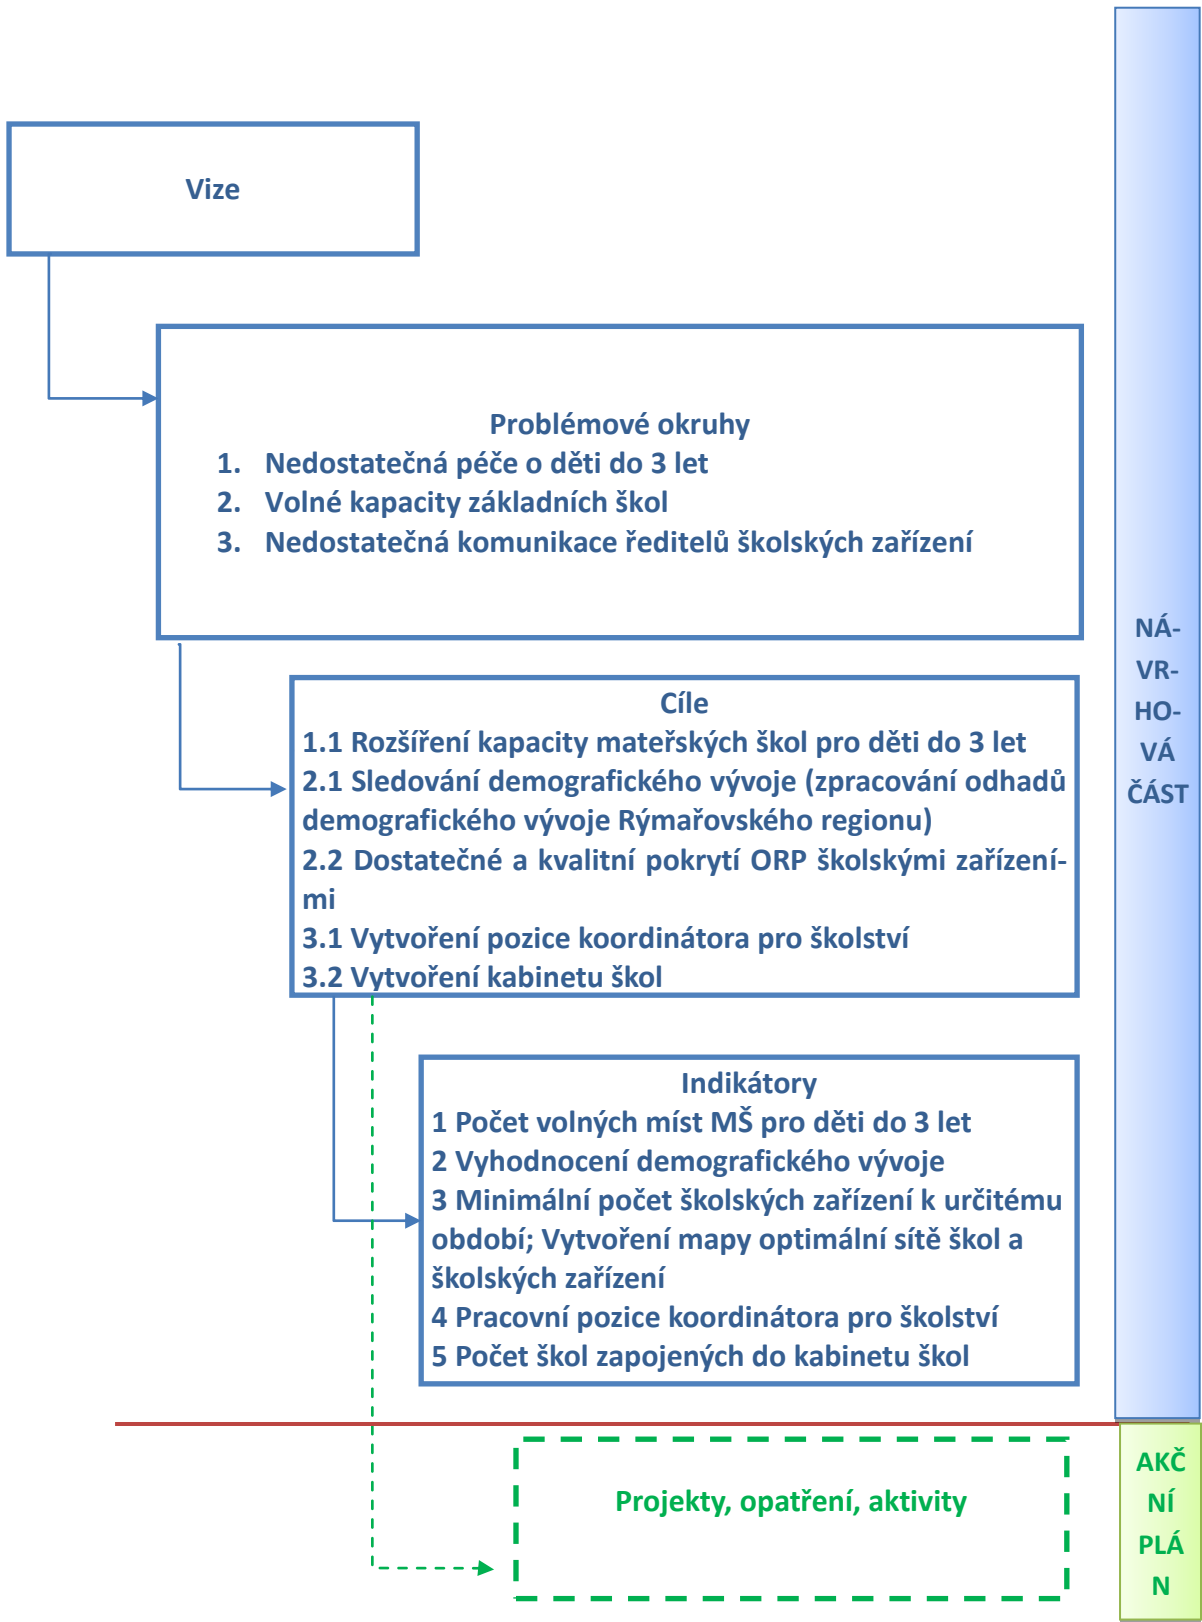 Vize
Problémové okruhy
1. Nedostatečná péče o děti do 3 let
2. Volné kapacity základních škol
3. Nedostatečná komunikace ředitelů školských zařízení
Cíle
1.1 Rozšíření kapacity mateřských škol pro děti do 3 let
2.1 Sledování demografického vývoje (zpracování odhadů
demografického vývoje Rýmařovského regionu)
2.2 Dostatečné a kvalitní pokrytí ORP školskými zařízení-
mi
3.1 Vytvoření pozice koordinátora pro školství
3.2 Vytvoření kabinetu škol
Indikátory
1 Počet volných míst MŠ pro děti do 3 let
2 Vyhodnocení demografického vývoje
3 Minimální počet školských zařízení k určitému
období; Vytvoření mapy optimální sítě škol a
školských zařízení
4 Pracovní pozice koordinátora pro školství
5 Počet škol zapojených do kabinetu škol
Projekty, opatření, aktivity
NÁ-
VR-
HO-
VÁ
ČÁST
AKČ
NÍ
PLÁ
N